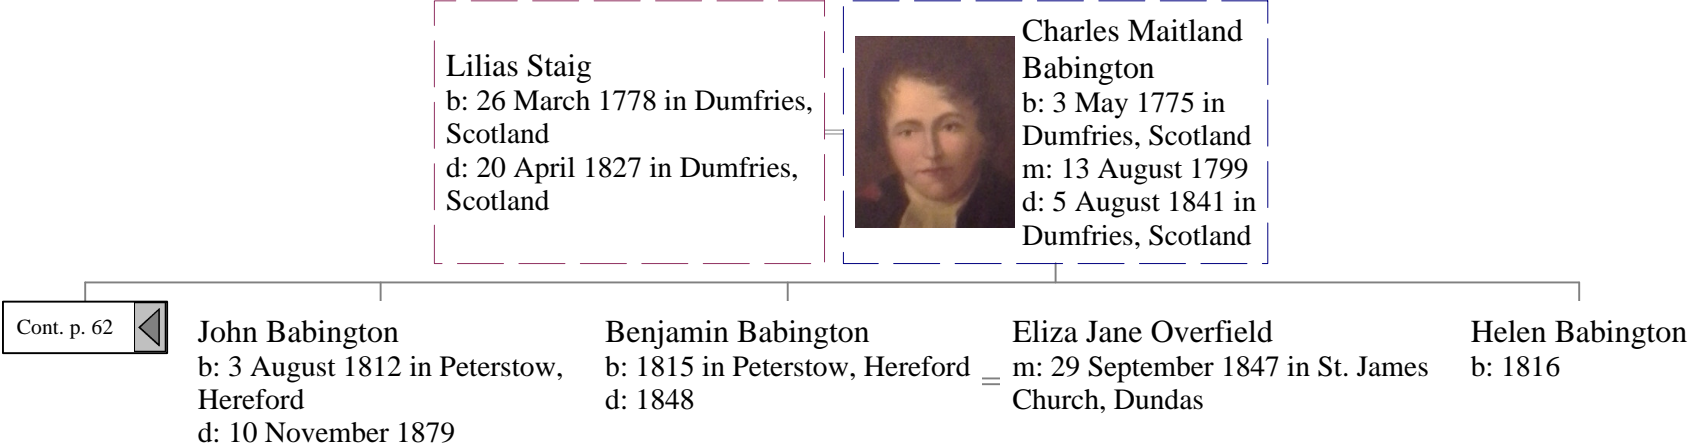 Lilias Staig
b: 26 March 1778 in Dumfries,
Scotland
d: 20 April 1827 in Dumfries,
Scotland
Charles Maitland
Babington
b: 3 May 1775 in
Dumfries, Scotland
m: 13 August 1799
d: 5 August 1841 in
Dumfries, Scotland
Cont. p. 62
John Babington
b: 3 August 1812 in Peterstow,
Hereford
d: 10 November 1879
Benjamin Babington
b: 1815 in Peterstow, Hereford
d: 1848
=
Eliza Jane Overfield
m: 29 September 1847 in St. James
Church, Dundas
Helen Babington
b: 1816